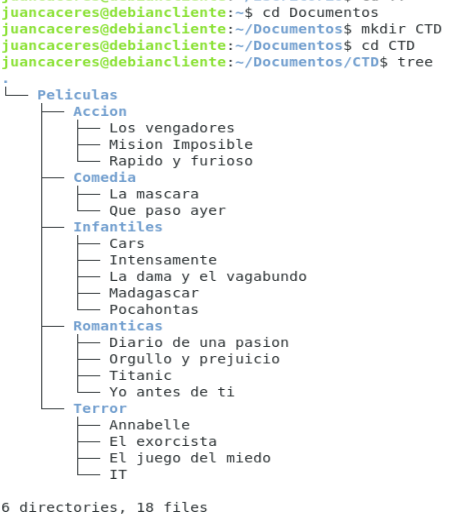 juancaceres@debiancliente:~$ cd Documentos
juancaceres@debiancliente:~/Documentos$ mkdir CTD
juancaceres@debiancliente:~/Documentos$ cd CTD
juancaceres@debiancliente:~/Documentos/CTD$ tree
.
└── Peliculas
    ├── Accion
    │   ├── Los vengadores
    │   ├── Mision Imposible
    │   └── Rapido y furioso
    ├── Comedia
    │   ├── La mascara
    │   └── Que paso ayer
    ├── Infantiles
    │   ├── Cars
    │   ├── Intensamente
    │   ├── La dama y el vagabundo
    │   ├── Madagascar
    │   └── Pocahontas
    ├── Romanticas
    │   ├── Diario de una pasion
    │   ├── Orgullo y prejuicio
    │   ├── Titanic
    │   └── Yo antes de ti
    └── Terror
        ├── Annabelle
        ├── El exorcista
        ├── El juego del miedo
        └── IT
6 directories, 18 files